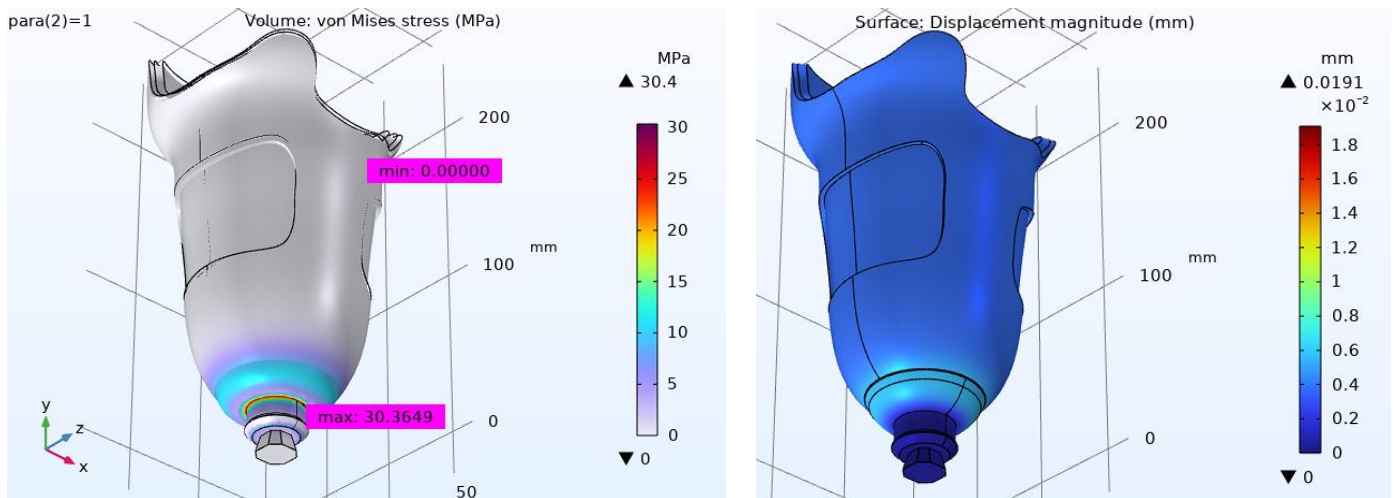 para(2)=1
Volume: von Mises stress (MPa)
MPa
▲ 30.4
30
25
20
15
10
5
0
▼ 0
200
100
mm
0
50
min: 0.00000
max: 30.3649
y
z
x
Surface: Displacement magnitude (mm)
mm
▲ 0.0191
×10⁻²
1.8
1.6
1.4
1.2
1
0.8
0.6
0.4
0.2
0
▼ 0
200
100
mm
0